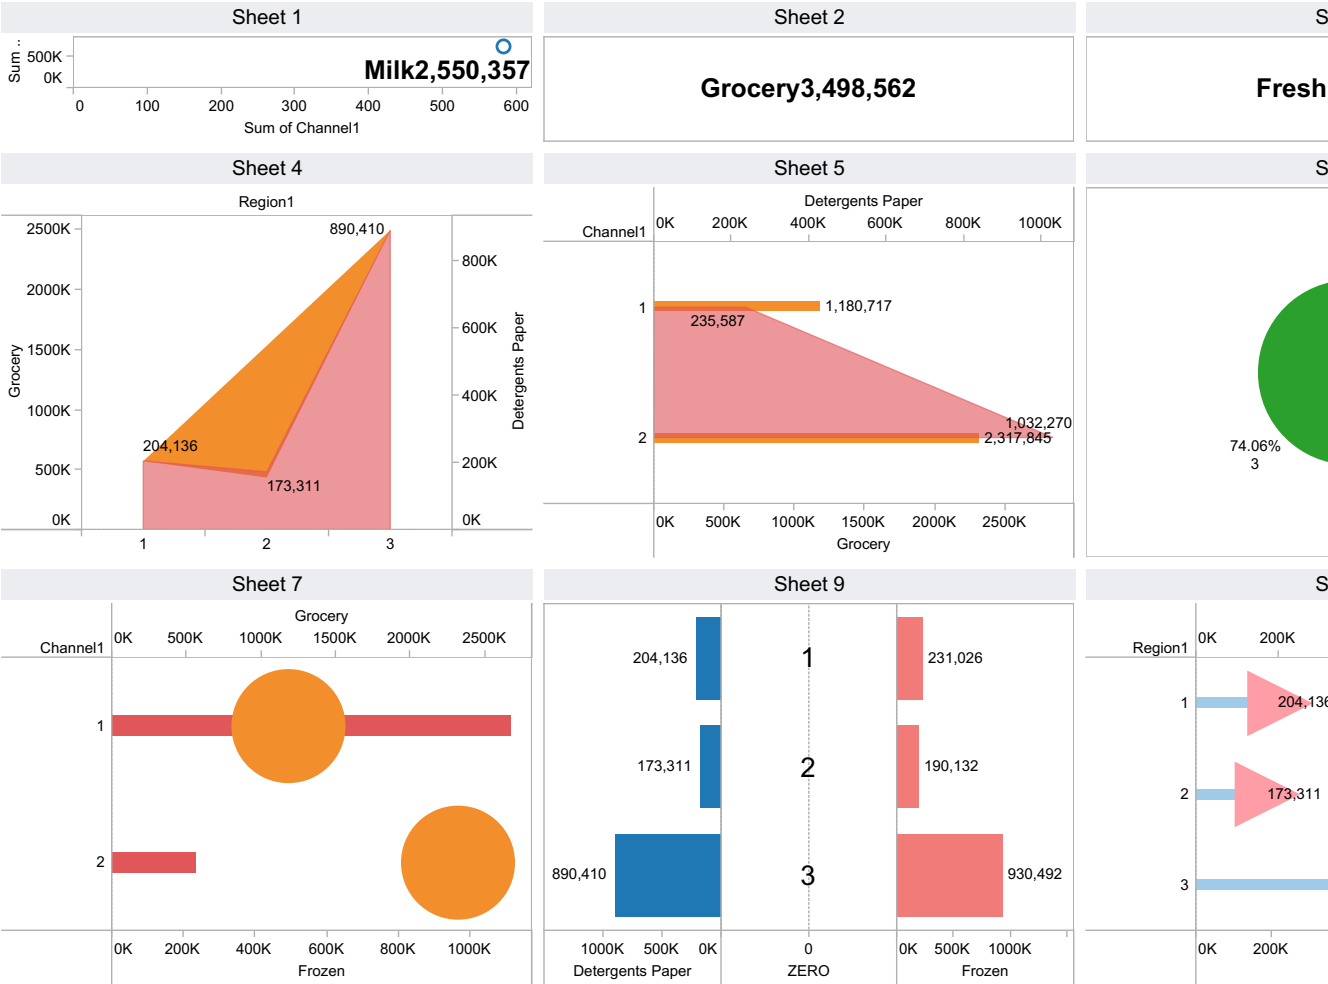 Sheet 1
Sheet 2
S
Sum ..
500K
0K
Milk2,550,357
0 100 200 300 400 500 600
Sum of Channel1
Grocery3,498,562
Fresh
Sheet 4
Sheet 5
S
Region1
2500K
2000K
1500K
1000K
500K
0K
Grocery
890,410
204,136
173,311
800K
600K
400K
200K
0K
Detergents Paper
1 2 3
Detergents Paper
Channel1
0K 200K 400K 600K 800K 1000K
1
1,180,717
235,587
1,032,270
2
2,317,845
0K 500K 1000K 1500K 2000K 2500K
Grocery
74.06%
3
Sheet 7
Sheet 9
S
Grocery
Channel1
0K 500K 1000K 1500K 2000K 2500K
1
2
0K 200K 400K 600K 800K 1000K
Frozen
204,136 1 231,026
173,311 2 190,132
890,410 3 930,492
1000K 500K 0K 0 0K 500K 1000K
Detergents Paper ZERO Frozen
Region1
0K 200K
1 204,136
2 173,311
3
0K 200K